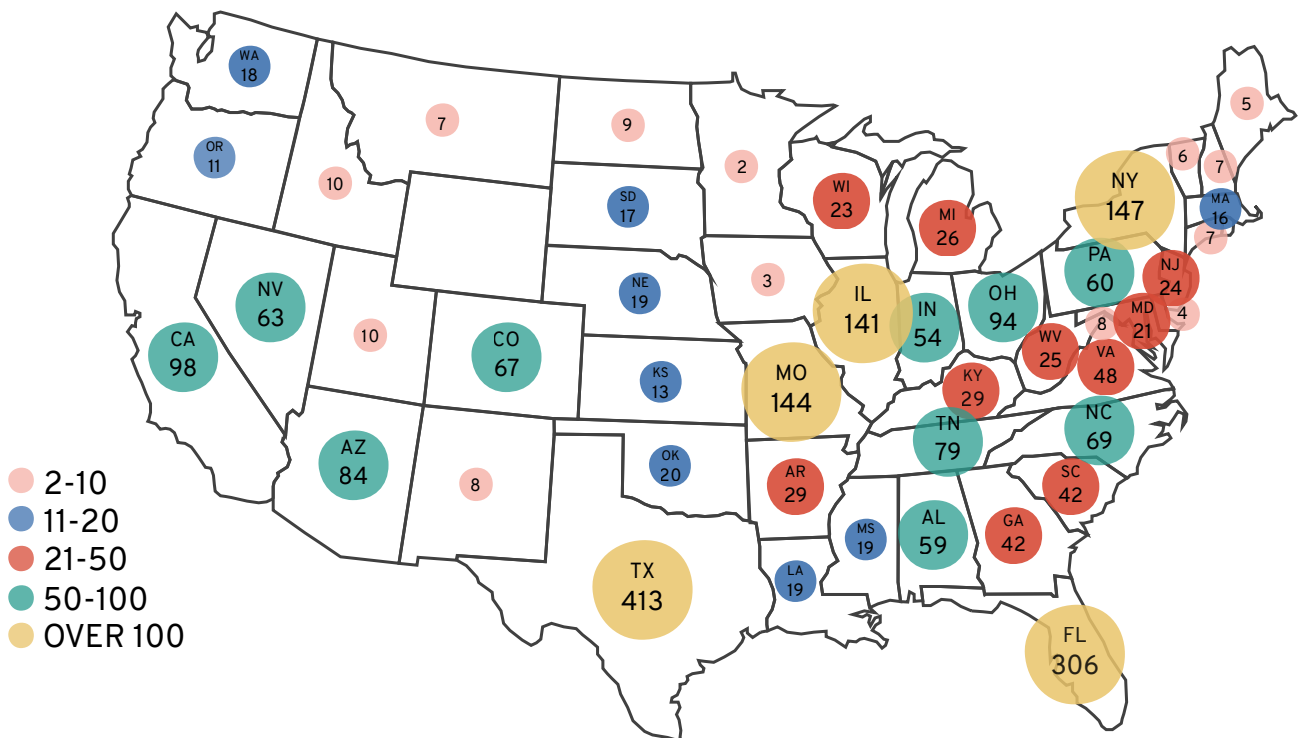 WA
18
OR
11
7
10
9
2
SD
17
NE
19
3
WI
23
MI
26
5
6
7
NY
147
MA
16
7
PA
60
NJ
24
MD
21
4
8
OH
94
IN
54
IL
141
NV
63
CA
98
10
CO
67
KS
13
MO
144
KY
29
WV
25
VA
48
TN
79
NC
69
AZ
84
8
OK
20
AR
29
SC
42
MS
19
AL
59
GA
42
LA
19
TX
413
FL
306
2-10
11-20
21-50
50-100
OVER 100